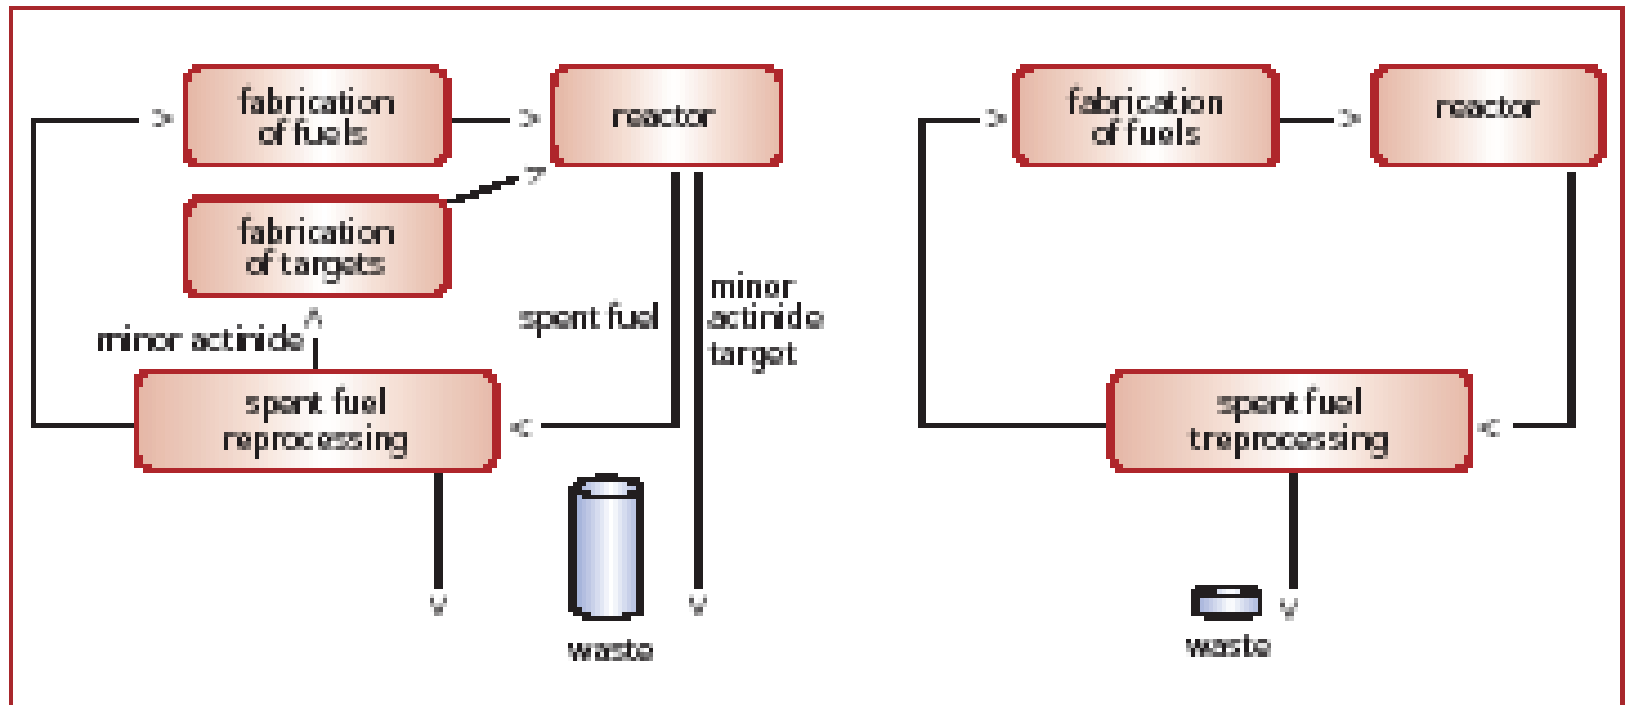 fabrication
of fuels
reactor
fabrication
of targets
minor actinide
spent fuel
minor
actinide
target
spent fuel
reprocessing
waste
fabrication
of fuels
reactor
spent fuel
treprocessing
waste